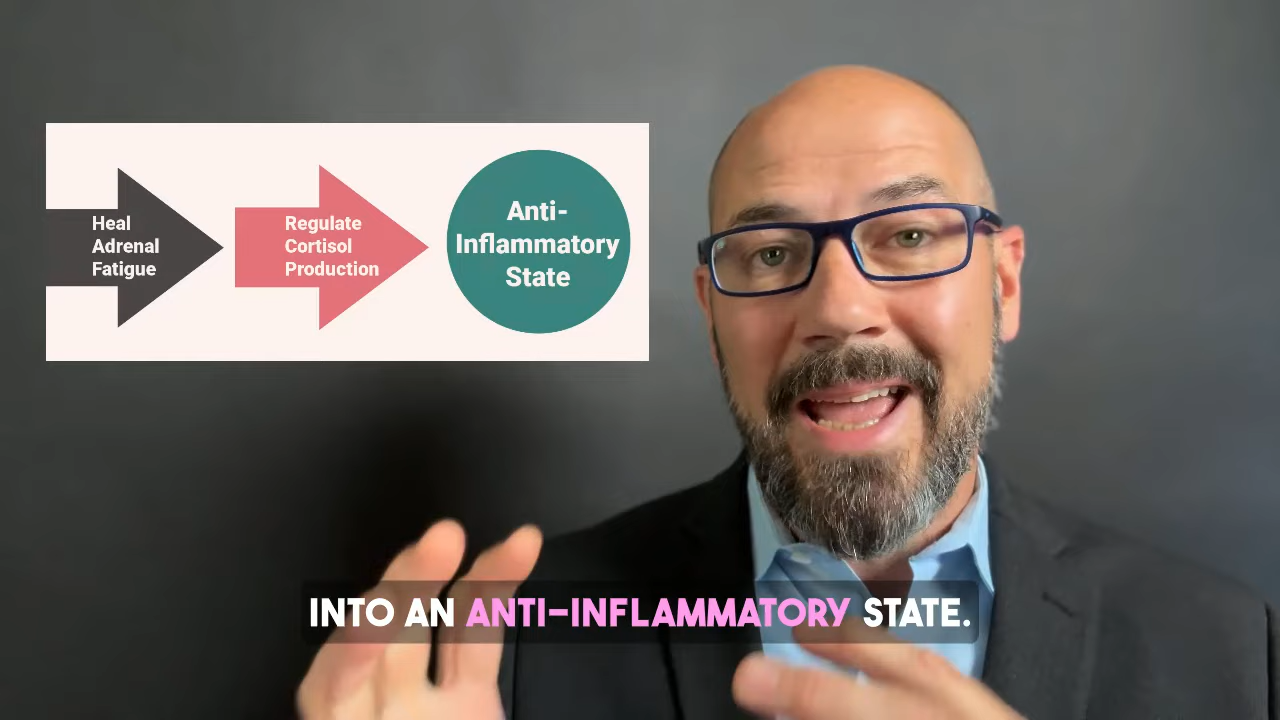 Heal
Adrenal
Fatigue
Regulate
Cortisol
Production
Anti-
Inflammatory
State
INTO AN ANTI-INFLAMMATORY STATE.